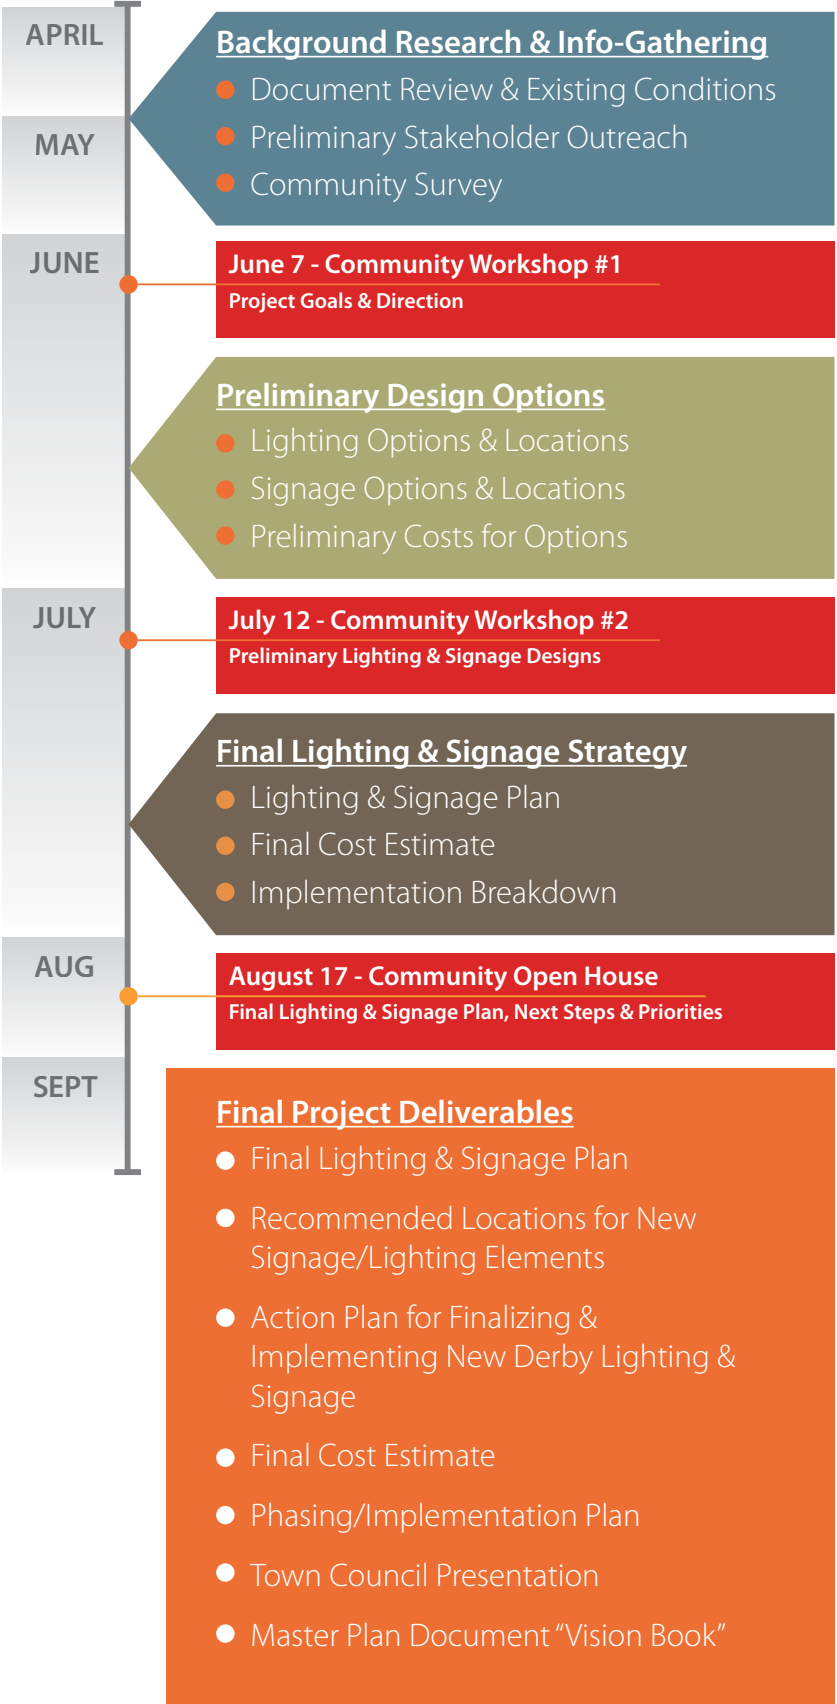 APRIL
Background Research & Info-Gathering
Document Review & Existing Conditions
MAY
Preliminary Stakeholder Outreach
Community Survey
JUNE
June 7 - Community Workshop #1
Project Goals & Direction
Preliminary Design Options
Lighting Options & Locations
Signage Options & Locations
Preliminary Costs for Options
JULY
July 12 - Community Workshop #2
Preliminary Lighting & Signage Designs
Final Lighting & Signage Strategy
Lighting & Signage Plan
Final Cost Estimate
Implementation Breakdown
AUG
August 17 - Community Open House
Final Lighting & Signage Plan, Next Steps & Priorities
SEPT
Final Project Deliverables
Final Lighting & Signage Plan
Recommended Locations for New
Signage/Lighting Elements
Action Plan for Finalizing &
Implementing New Derby Lighting &
Signage
Final Cost Estimate
Phasing/Implementation Plan
Town Council Presentation
Master Plan Document “Vision Book”